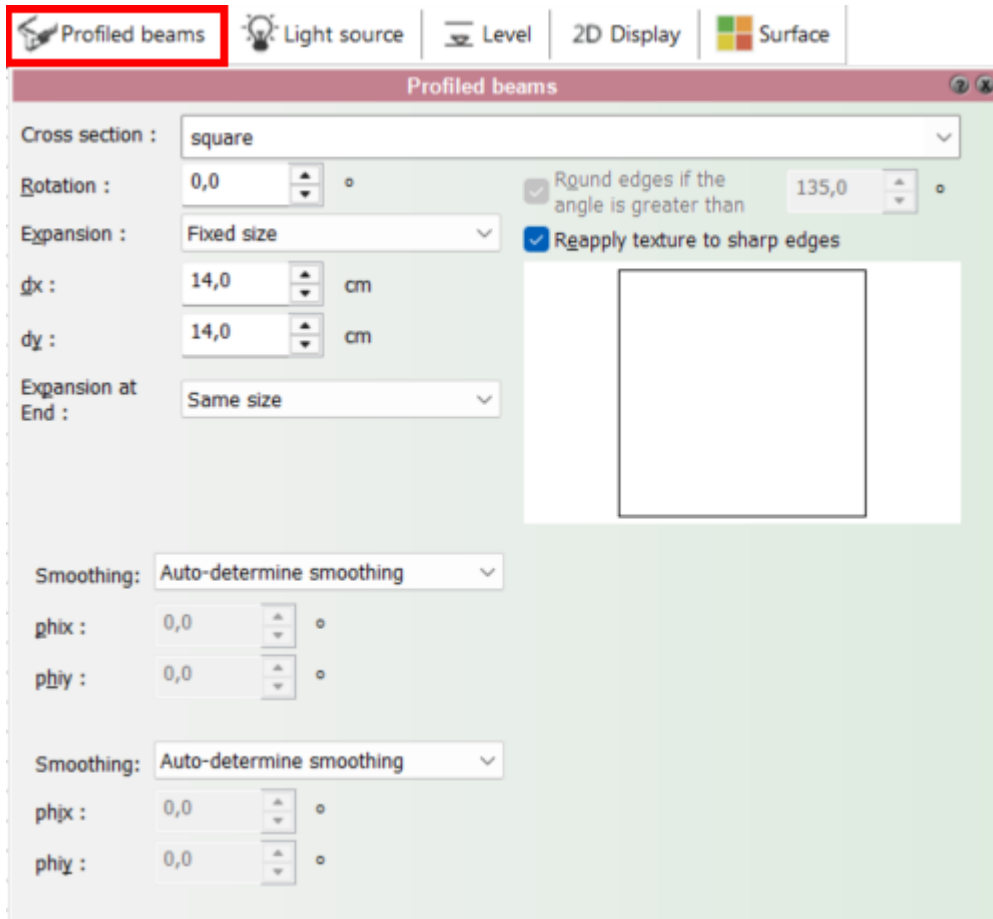 Profiled beams Light source Level 2D Display Surface
Profiled beams
Cross section : square
Rotation : 0,0 °
Round edges if the
angle is greater than 135,0 °
Expansion : Fixed size
Reapply texture to sharp edges
dx : 14,0 cm
dy : 14,0 cm
Expansion at
End : Same size
Smoothing: Auto-determine smoothing
phix : 0,0 °
phiy : 0,0 °
Smoothing: Auto-determine smoothing
phix : 0,0 °
phiy : 0,0 °